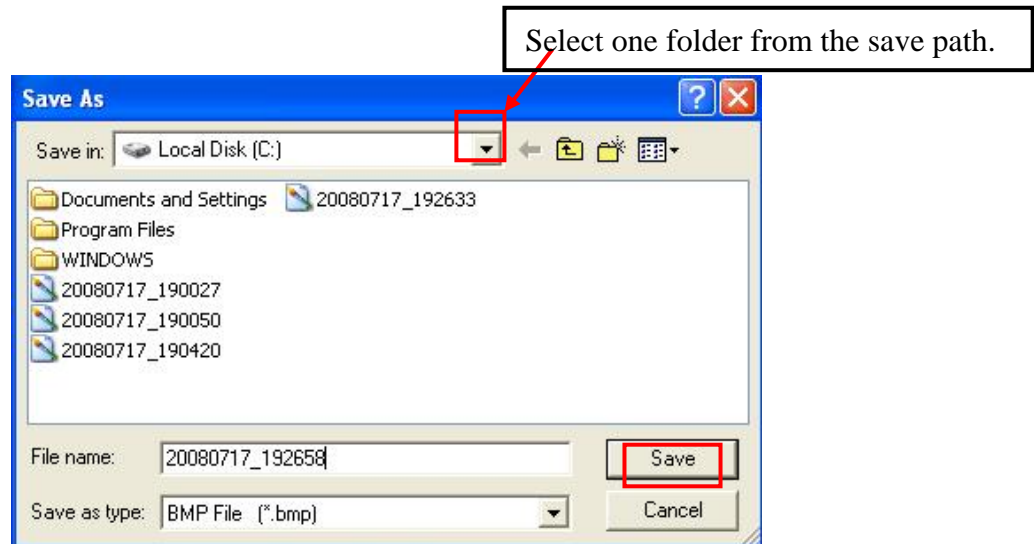 Select one folder from the save path.
Save As
Save in: Local Disk (C:)
Documents and Settings 20080717_192633
Program Files
WINDOWS
20080717_190027
20080717_190050
20080717_190420
File name: 20080717_192658 Save
Save as type: BMP File (*.bmp) Cancel